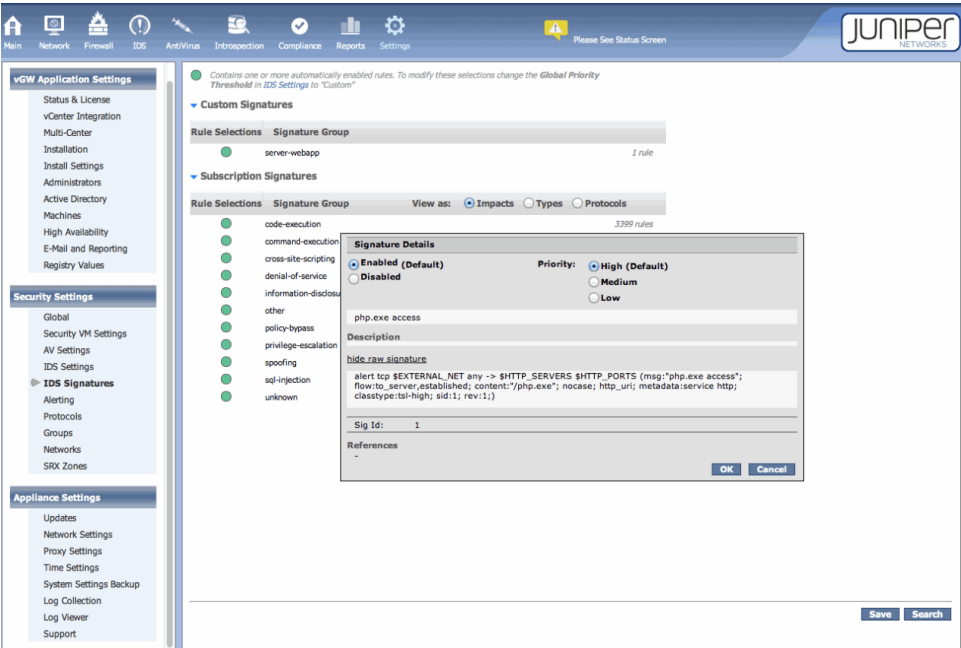 Main Network Firewall IDS AntiVirus Introspection Compliance Reports Settings
Please See Status Screen
JUNIPER
NETWORKS
vGW Application Settings
Status & License
vCenter Integration
Multi-Center
Installation
Install Settings
Administrators
Active Directory
Machines
High Availability
E-Mail and Reporting
Registry Values
Security Settings
Global
Security VM Settings
AV Settings
IDS Settings
IDS Signatures
Alerting
Protocols
Groups
Networks
SRX Zones
Appliance Settings
Updates
Network Settings
Proxy Settings
Time Settings
System Settings Backup
Log Collection
Log Viewer
Support
Contains one or more automatically enabled rules. To modify these selections change the Global Priority
Threshold in IDS Settings to "Custom"
Custom Signatures
Rule Selections Signature Group
server-webapp 1 rule
Subscription Signatures
Rule Selections Signature Group View as: Impacts Types Protocols
code-execution 3399 rules
command-execution
cross-site-scripting
denial-of-service
information-disclosu
other
policy-bypass
privilege-escalation
spoofing
sql-injection
unknown
Signature Details
Enabled (Default) Priority: High (Default)
Disabled Medium
Low
php.exe access
Description
hide raw signature
alert tcp $EXTERNAL_NET any -> $HTTP_SERVERS $HTTP_PORTS (msg:"php.exe access";
flow:to_server,established; content:"/php.exe"; nocase; http_uri; metadata:service http;
classtype:tsl-high; sid:1; rev:1;)
Sig Id: 1
References
-
OK Cancel
Save Search